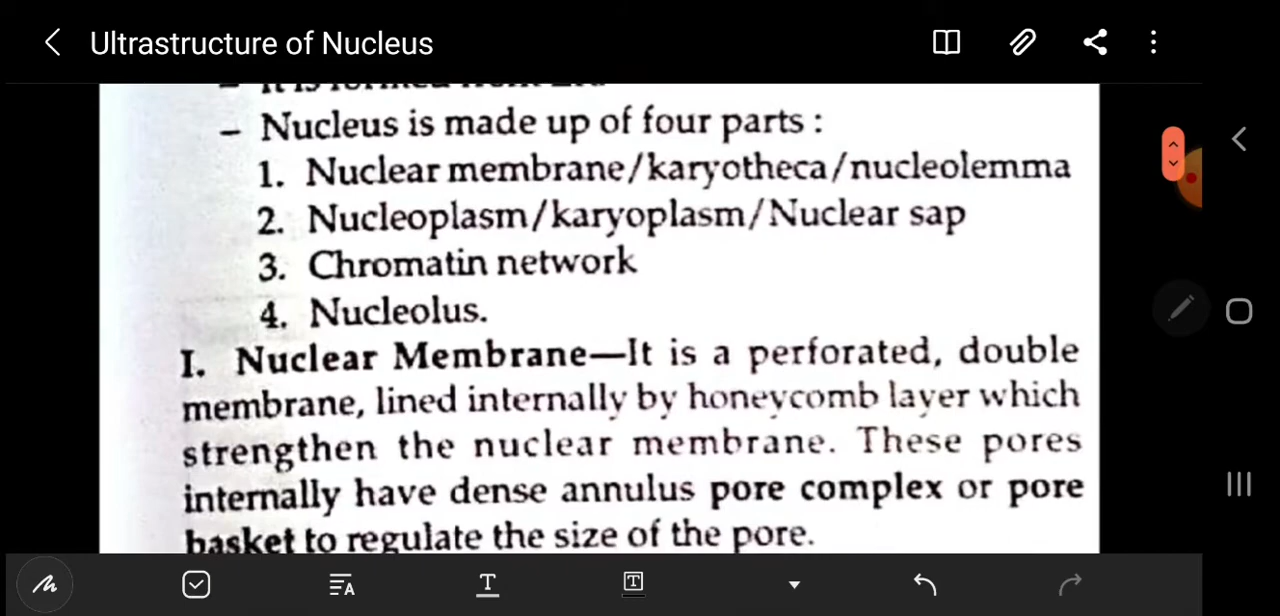 Ultrastructure of Nucleus
– Nucleus is made up of four parts :
1. Nuclear membrane/karyotheca/nucleolemma
2. Nucleoplasm/karyoplasm/Nuclear sap
3. Chromatin network
4. Nucleolus.
I. Nuclear Membrane—It is a perforated, double
membrane, lined internally by honeycomb layer which
strengthen the nuclear membrane. These pores
internally have dense annulus pore complex or pore
basket to regulate the size of the pore.